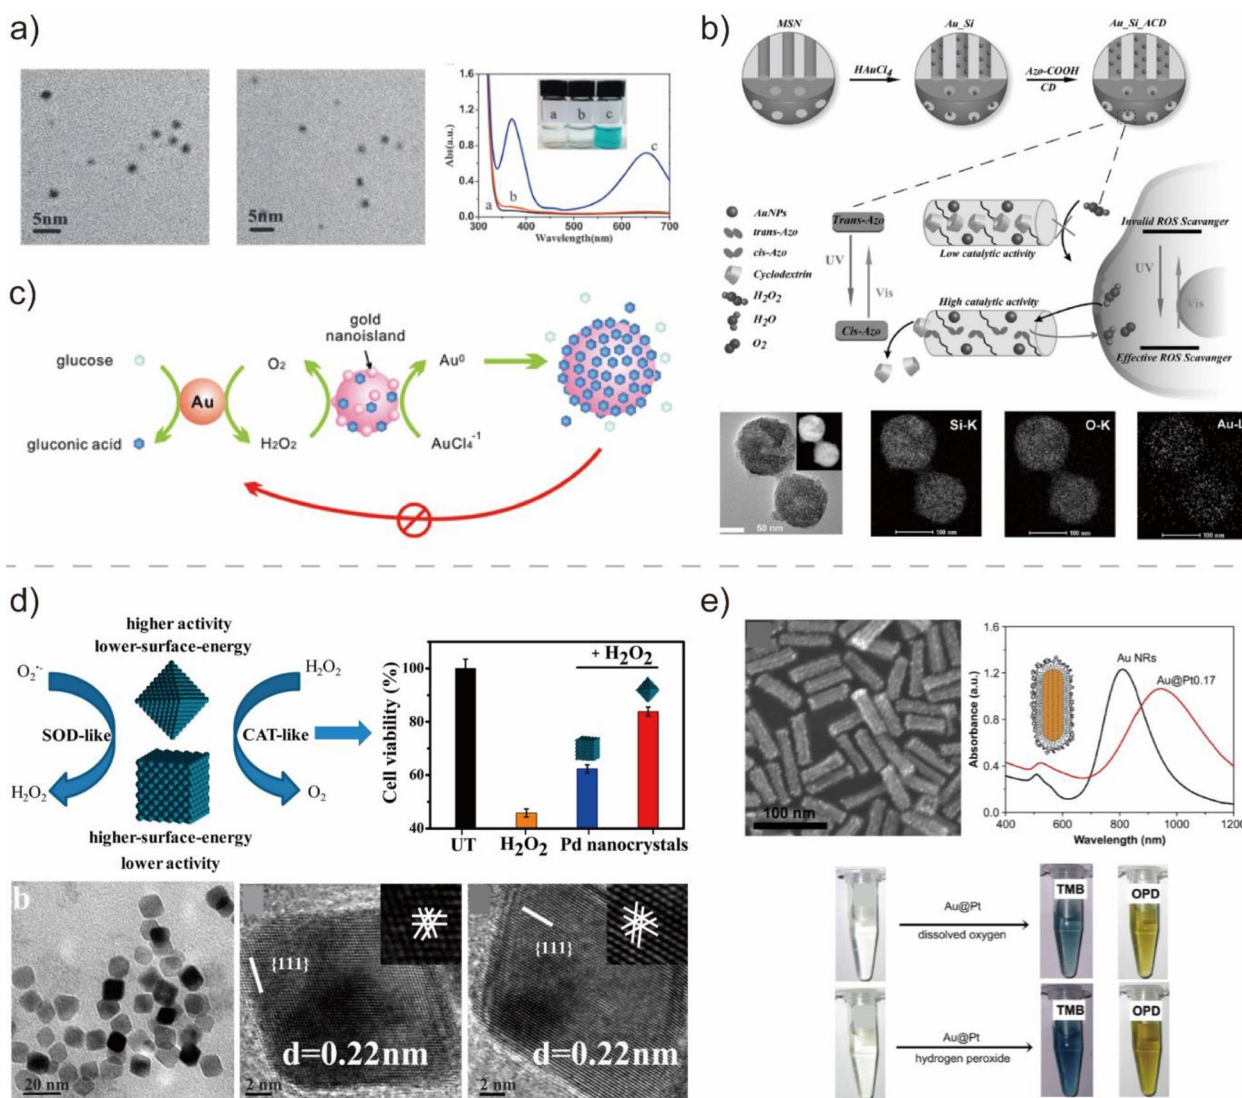 a)
5nm
5nm
Abs(a.u.)
1.6
1.2
0.8
0.4
0.0
300
400
500
600
700
Wavelength(nm)
a
b
c
a
b
c
b)
MSN
Au_Si
Au_Si_ACD
HAuCl4
Azo-COOH
CD
AuNPs
trans-Azo
cis-Azo
Cyclodextrin
H2O2
H2O
O2
Trans-Azo
UV
Vis
Cis-Azo
Low catalytic activity
High catalytic activity
Invalid ROS Scavanger
UV
Vis
Effective ROS Scavanger
50 nm
Si-K
100 nm
O-K
100 nm
Au-L
100 nm
c)
glucose
gluconic acid
Au
O2
H2O2
gold
nanoisland
Au0
AuCl4-1
d)
higher activity
lower-surface-energy
O2·-
H2O2
SOD-like
CAT-like
H2O2
O2
higher-surface-energy
lower activity
Cell viability (%)
100
80
60
40
+ H2O2
UT
H2O2
Pd nanocrystals
b
20 nm
{111}
d=0.22nm
2 nm
{111}
d=0.22nm
2 nm
e)
100 nm
Absorbance (a.u.)
1.6
1.2
0.8
0.4
0.0
400
600
800
1000
1200
Wavelength (nm)
Au NRs
Au@Pt0.17
Au@Pt
dissolved oxygen
TMB
OPD
Au@Pt
hydrogen peroxide
TMB
OPD